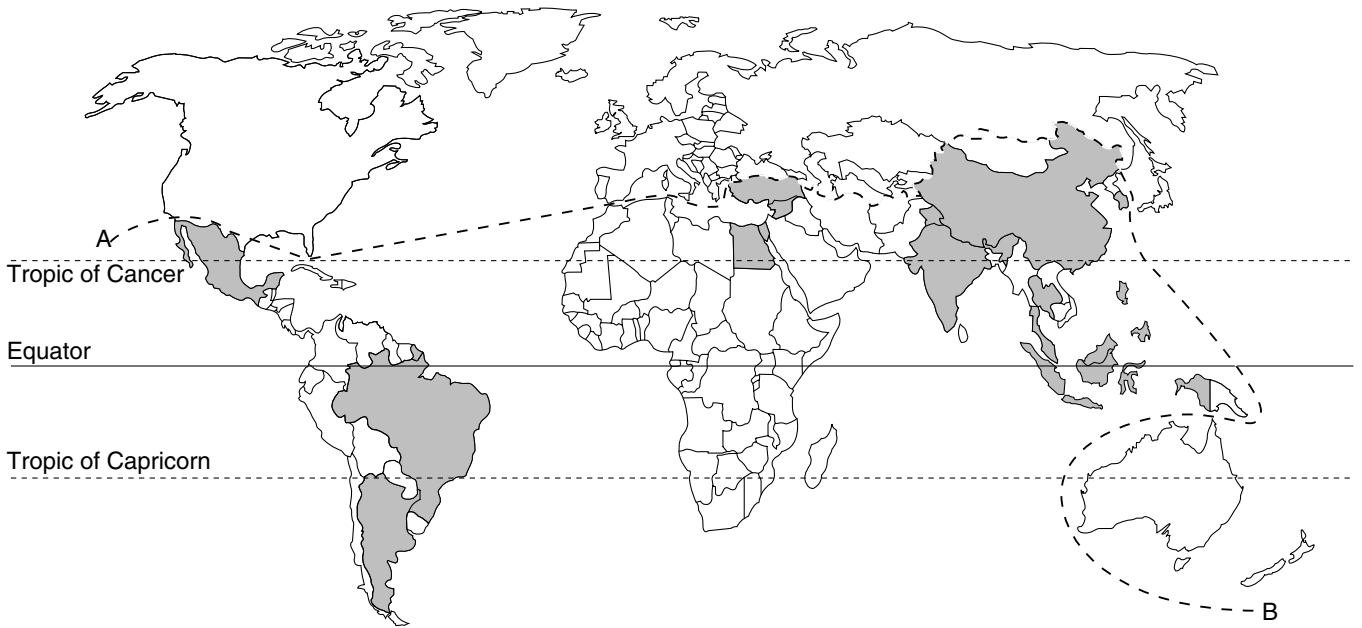 A
Tropic of Cancer
Equator
Tropic of Capricorn
B